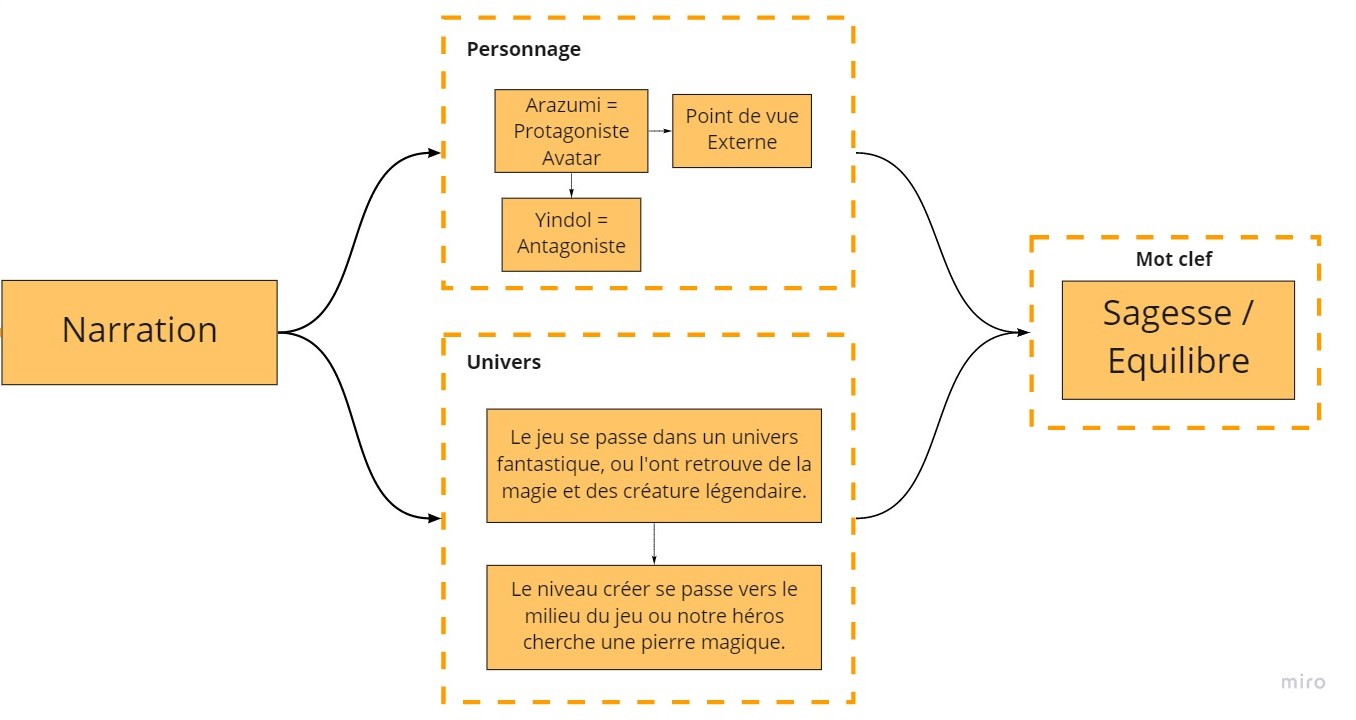 Narration
Personnage
Arazumi =
Protagoniste
Avatar
Point de vue
Externe
Yindol =
Antagoniste
Univers
Le jeu se passe dans un univers
fantastique, ou l'ont retrouve de la
magie et des créature légendaire.
Le niveau créer se passe vers le
milieu du jeu ou notre héros
cherche une pierre magique.
Mot clef
Sagesse /
Equilibre
miro